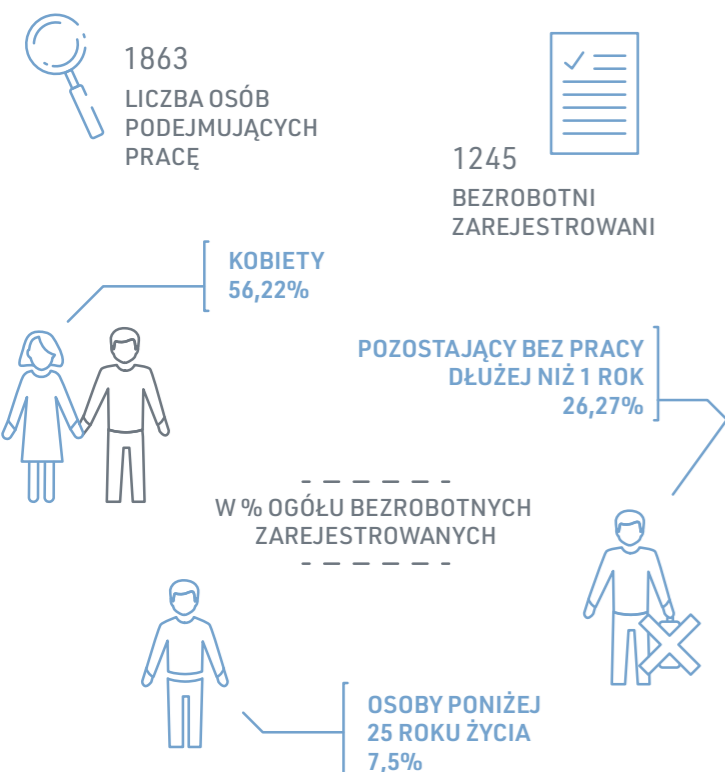 1863
LICZBA OSÓB
PODEJMUJĄCYCH
PRACĘ
1245
BEZROBOTNI
ZAREJESTROWANI
KOBIETY
56,22%
POZOSTAJĄCY BEZ PRACY
DŁUŻEJ NIŻ 1 ROK
26,27%
W % OGÓŁU BEZROBOTNYCH
ZAREJESTROWANYCH
OSOBY PONIŻEJ
25 ROKU ŻYCIA
7,5%